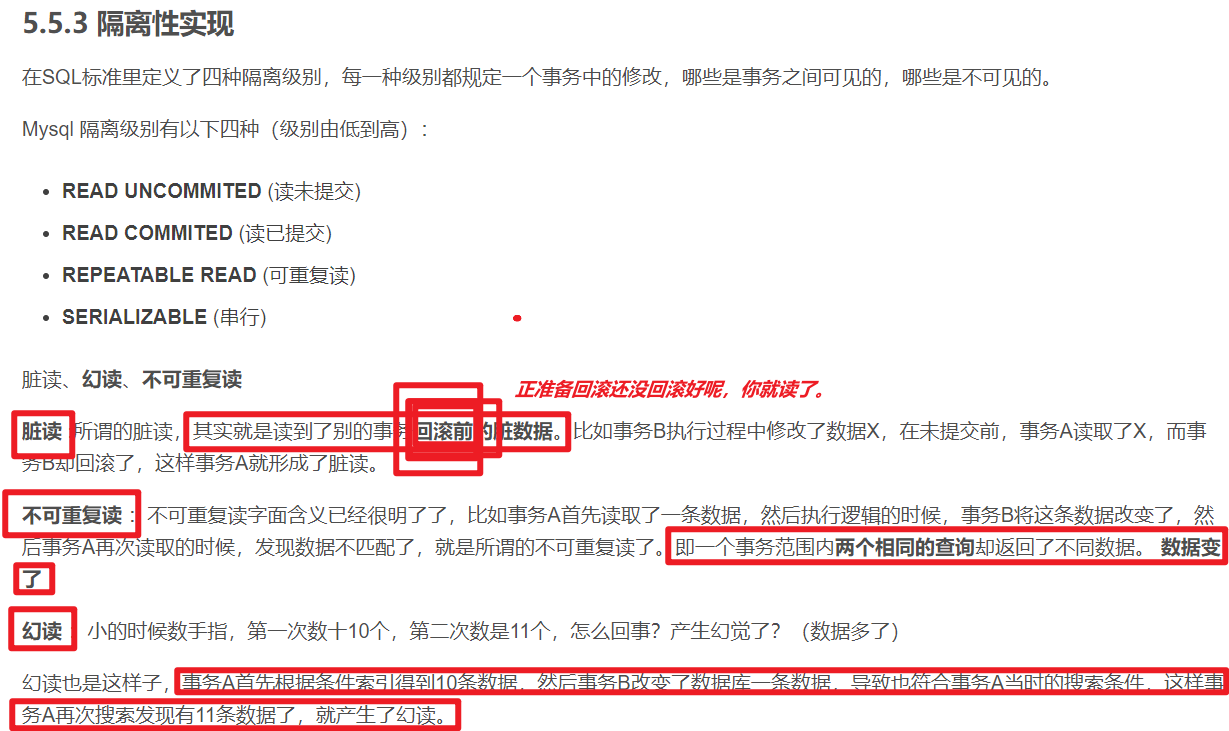 5.5.3 隔离性实现
在SQL标准里定义了四种隔离级别，每一种级别都规定一个事务中的修改，哪些是事务之间可见的，哪些是不可见的。
Mysql 隔离级别有以下四种（级别由低到高）：
• READ UNCOMMITED (读未提交)
• READ COMMITED (读已提交)
• REPEATABLE READ (可重复读)
• SERIALIZABLE (串行)
脏读、幻读、不可重复读
正准备回滚还没回滚好呢，你就读了。
脏读 所谓的脏读，其实就是读到了别的事务回滚前的脏数据。比如事务B执行过程中修改了数据X，在未提交前，事务A读取了X，而事
务B却回滚了，这样事务A就形成了脏读。
不可重复读：不可重复读字面含义已经很明了了，比如事务A首先读取了一条数据，然后执行逻辑的时候，事务B将这条数据改变了，然
后事务A再次读取的时候，发现数据不匹配了，就是所谓的不可重复读了。即一个事务范围内两个相同的查询却返回了不同数据。 数据变
了
幻读 小的时候数手指，第一次数十10个，第二次数是11个，怎么回事？产生幻觉了？（数据多了）
幻读也是这样子，事务A首先根据条件索引得到10条数据，然后事务B改变了数据库一条数据，导致也符合事务A当时的搜索条件，这样事
务A再次搜索发现有11条数据了，就产生了幻读。